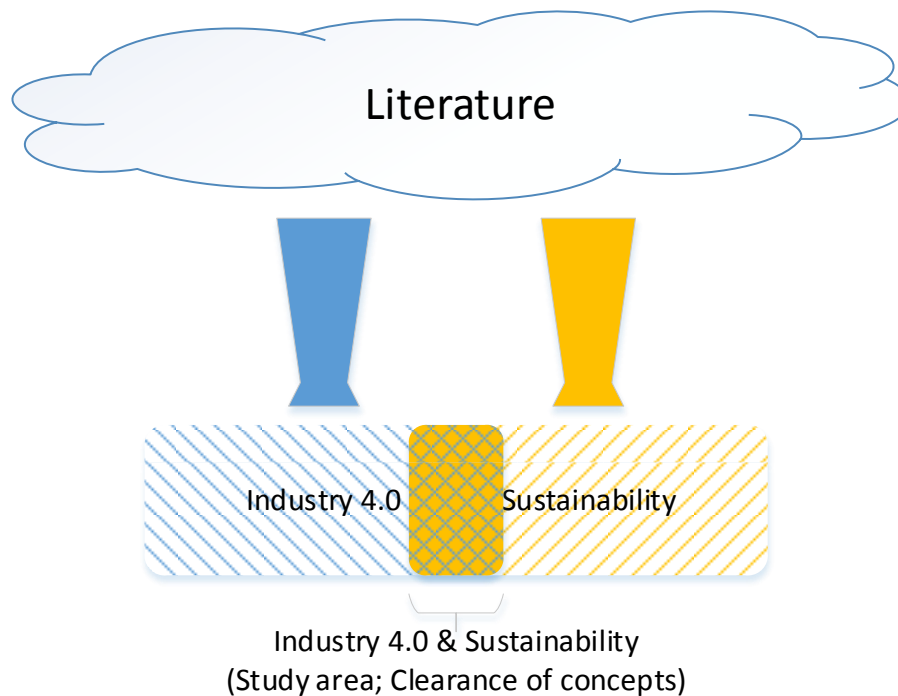 Literature
Industry 4.0
Sustainability
Industry 4.0 & Sustainability
(Study area; Clearance of concepts)